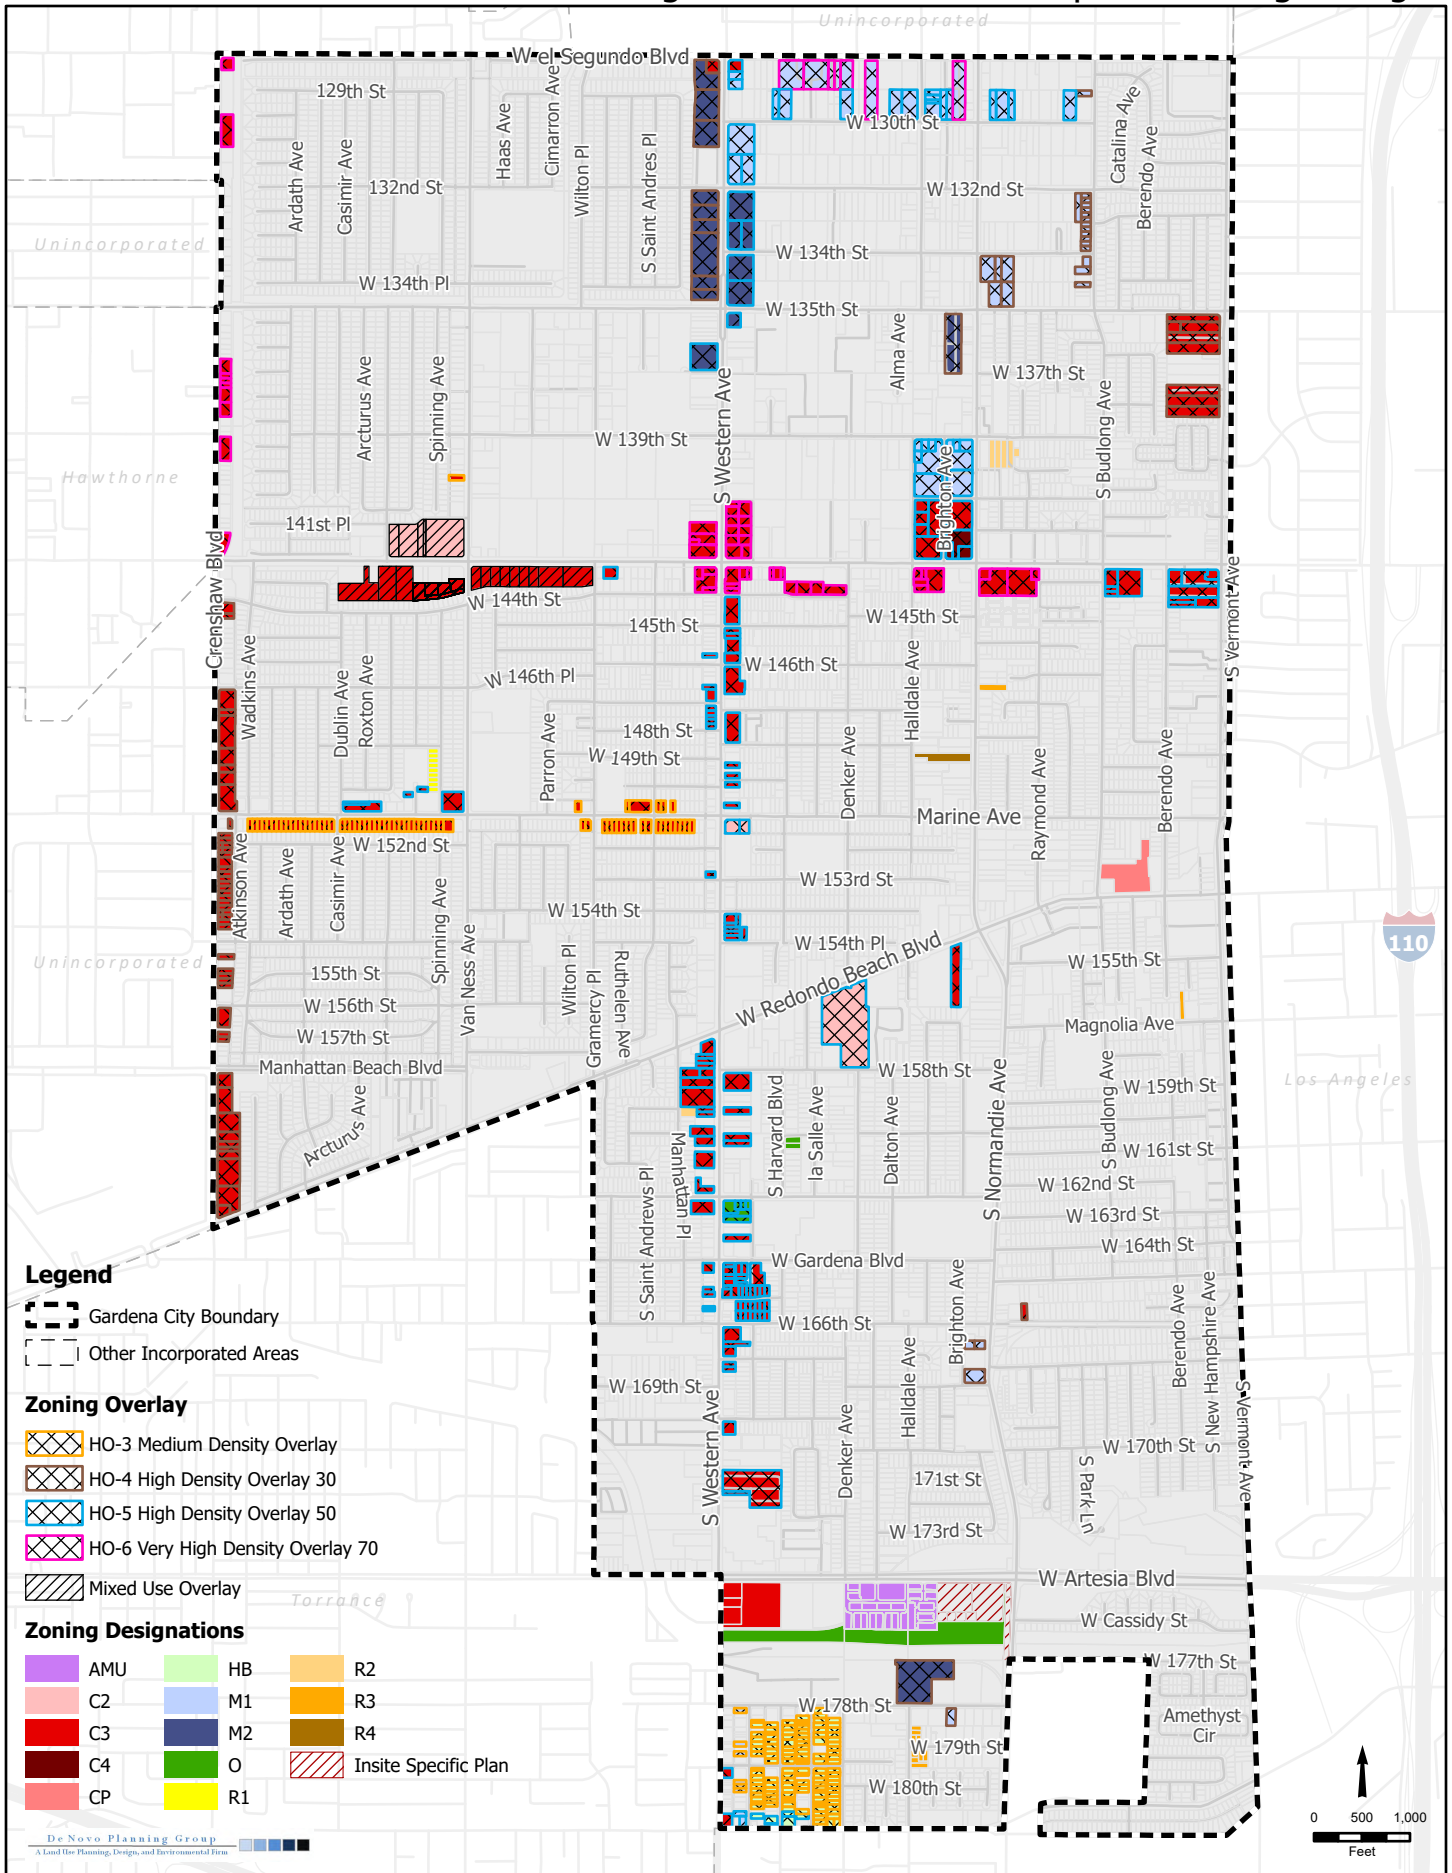 Unincorporated
W el Segundo Blvd
129th St
W 130th St
Haas Ave
Cimarron Ave
Wilton Pl
S Saint Andres Pl
Ardath Ave
Casimir Ave
132nd St
W 132nd St
Catalina Ave
Berendo Ave
Unincorporated
W 134th St
W 134th Pl
W 135th St
Arcturus Ave
Spinning Ave
S Western Ave
Alma Ave
W 137th St
S Budlong Ave
W 139th St
Brighton Ave
Hawthorne
141st Pl
Crenshaw Blvd
S Vermont Ave
W 144th St
145th St
W 145th St
Wadkins Ave
Dublin Ave
Roxton Ave
W 146th Pl
W 146th St
Halldale Ave
148th St
W 149th St
Parron Ave
Denker Ave
Raymond Ave
Berendo Ave
Marine Ave
W 152nd St
Atkinson Ave
Ardath Ave
Casimir Ave
W 153rd St
W 154th St
Spinning Ave
Van Ness Ave
W 154th Pl
W Redondo Beach Blvd
110
Unincorporated
155th St
Wilton Pl
Gramercy Pl
Ruthelen Ave
W 155th St
W 156th St
Magnolia Ave
W 157th St
Manhattan Beach Blvd
W 158th St
Los Angeles
W 159th St
Arcturus Ave
S Harvard Blvd
la Salle Ave
Dalton Ave
S Normandie Ave
S Budlong Ave
Manhattan Pl
W 161st St
S Saint Andrews Pl
W 162nd St
W 163rd St
W 164th St
W Gardena Blvd
Legend
Gardena City Boundary
Other Incorporated Areas
Brighton Ave
Berendo Ave
S New Hampshire Ave
W 166th St
Halldale Ave
W 169th St
S Western Ave
Denker Ave
S Vermont Ave
W 170th St
171st St
S Park Ln
W 173rd St
Zoning Overlay
HO-3 Medium Density Overlay
HO-4 High Density Overlay 30
HO-5 High Density Overlay 50
HO-6 Very High Density Overlay 70
Mixed Use Overlay
Torrance
W Artesia Blvd
W Cassidy St
W 177th St
W 178th St
Amethyst
Cir
W 179th St
W 180th St
Zoning Designations
AMU
HB
R2
C2
M1
R3
C3
M2
R4
C4
O
Insite Specific Plan
CP
R1
De Novo Planning Group
A Land Use Planning, Design, and Environmental Firm
0 500 1,000
Feet